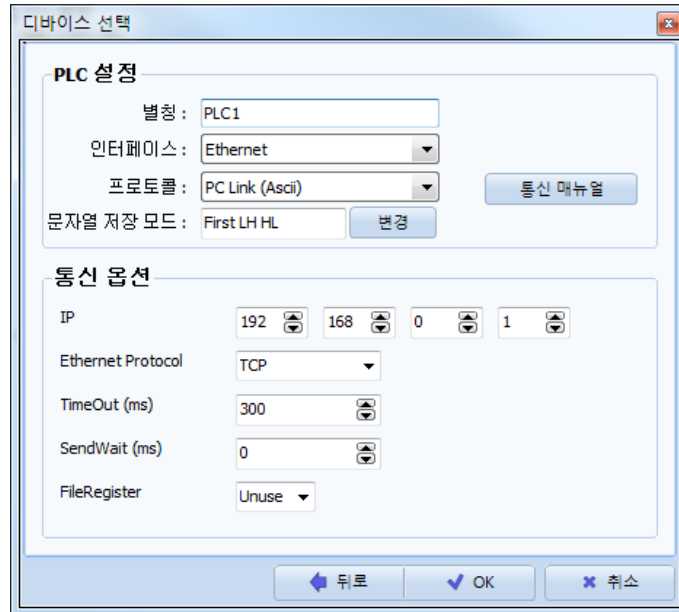 디바이스 선택
PLC 설정
별칭 : PLC1
인터페이스 : Ethernet
프로토콜 : PC Link (Ascii) 통신 매뉴얼
문자열 저장 모드 : First LH HL 변경
통신 옵션
IP 192 168 0 1
Ethernet Protocol TCP
TimeOut (ms) 300
SendWait (ms) 0
FileRegister Unuse
뒤로 OK 취소